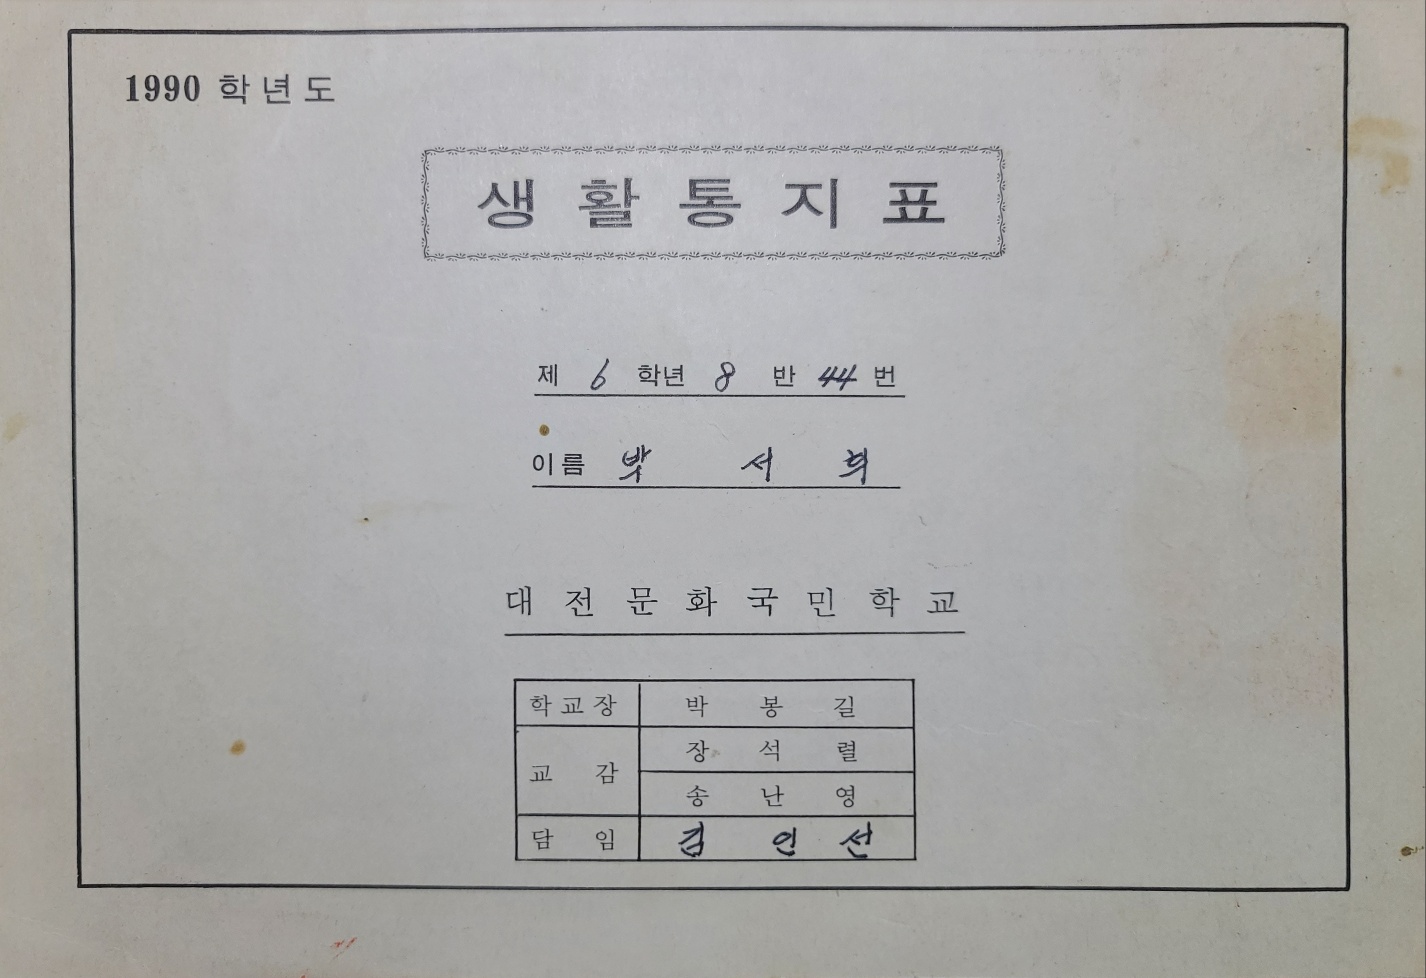 1990 학년도
생활통지표
제 6 학년 8 반 44 번
이름 박 서 희
대전문화국민학교
학교장 박 봉 길
교 감 장 석 렬
송 난 영
담 임 김 인 선